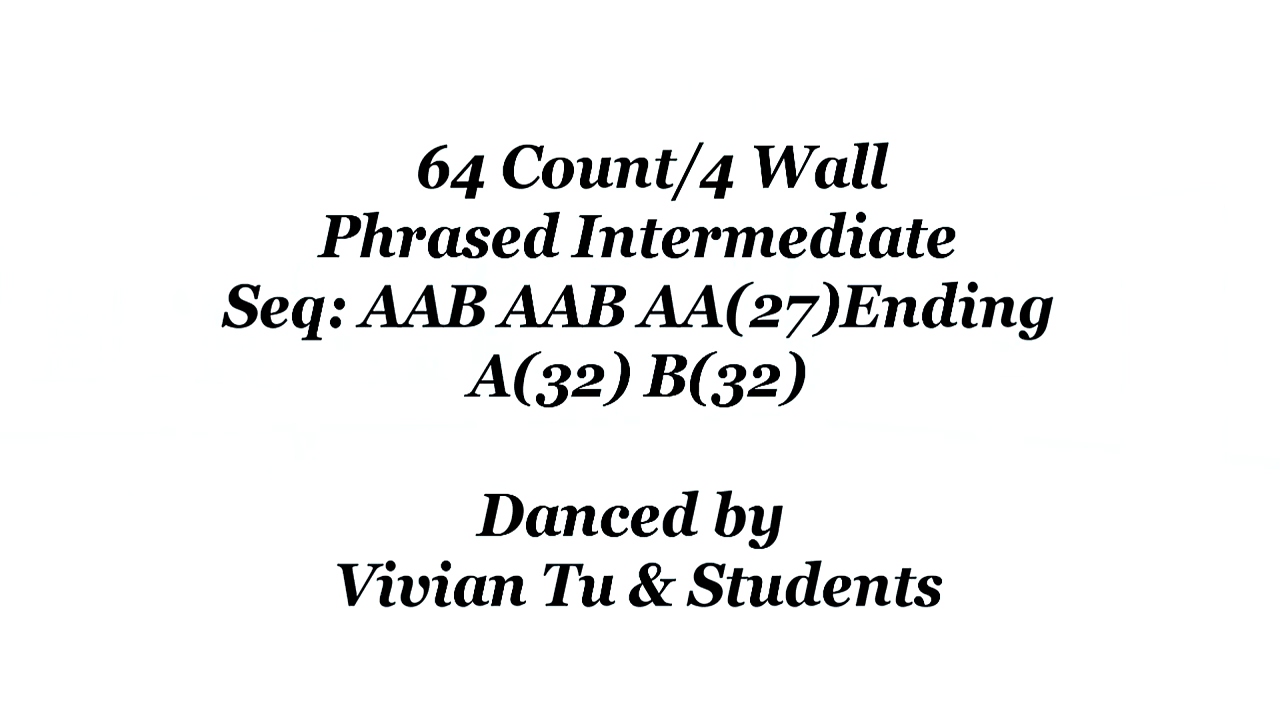 64 Count/4 Wall
Phrased Intermediate
Seq: AAB AAB AA(27)Ending
A(32) B(32)
Danced by
Vivian Tu & Students